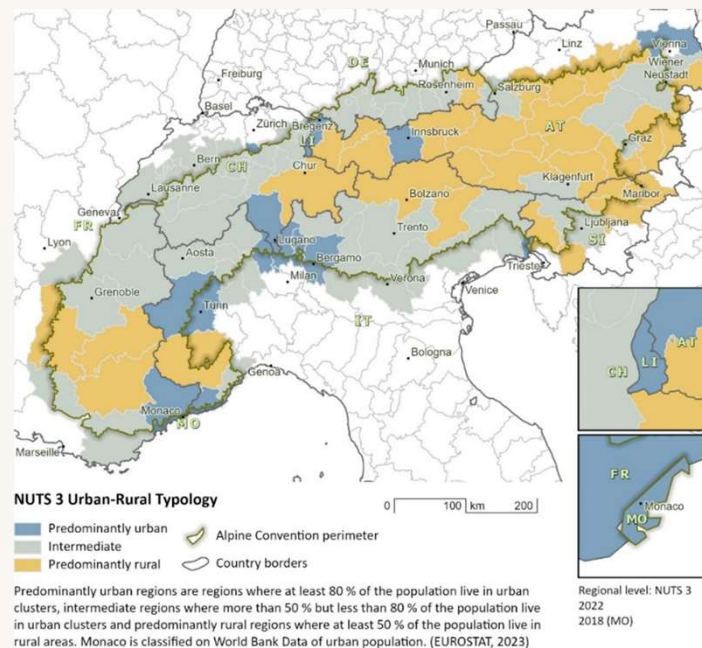 Passau
Linz
Vienna
DE
Freiburg
Munich
Wiener
Neustadt
Rosenheim
Salzburg
Basel
Zürich
Bregenz
LI
Innsbruck
AT
Graz
Bern
CH
Chur
Lausanne
Klagenfurt
Maribor
Bolzano
Geneva
FR
Ljubljana
SI
Lugano
Trento
Lyon
Aosta
Bergamo
Grenoble
Milan
Verona
Trieste
Venice
Turin
IT
Bologna
Genoa
Monaco
MO
Marseille
AT
LI
CH
FR
Monaco
MO
NUTS 3 Urban-Rural Typology
0 100 km 200
Predominantly urban
Intermediate
Predominantly rural
Alpine Convention perimeter
Country borders
Predominantly urban regions are regions where at least 80 % of the population live in urban
clusters, intermediate regions where more than 50 % but less than 80 % of the population live
in urban clusters and predominantly rural regions where at least 50 % of the population live in
rural areas. Monaco is classified on World Bank Data of urban population. (EUROSTAT, 2023)
Regional level: NUTS 3
2022
2018 (MO)